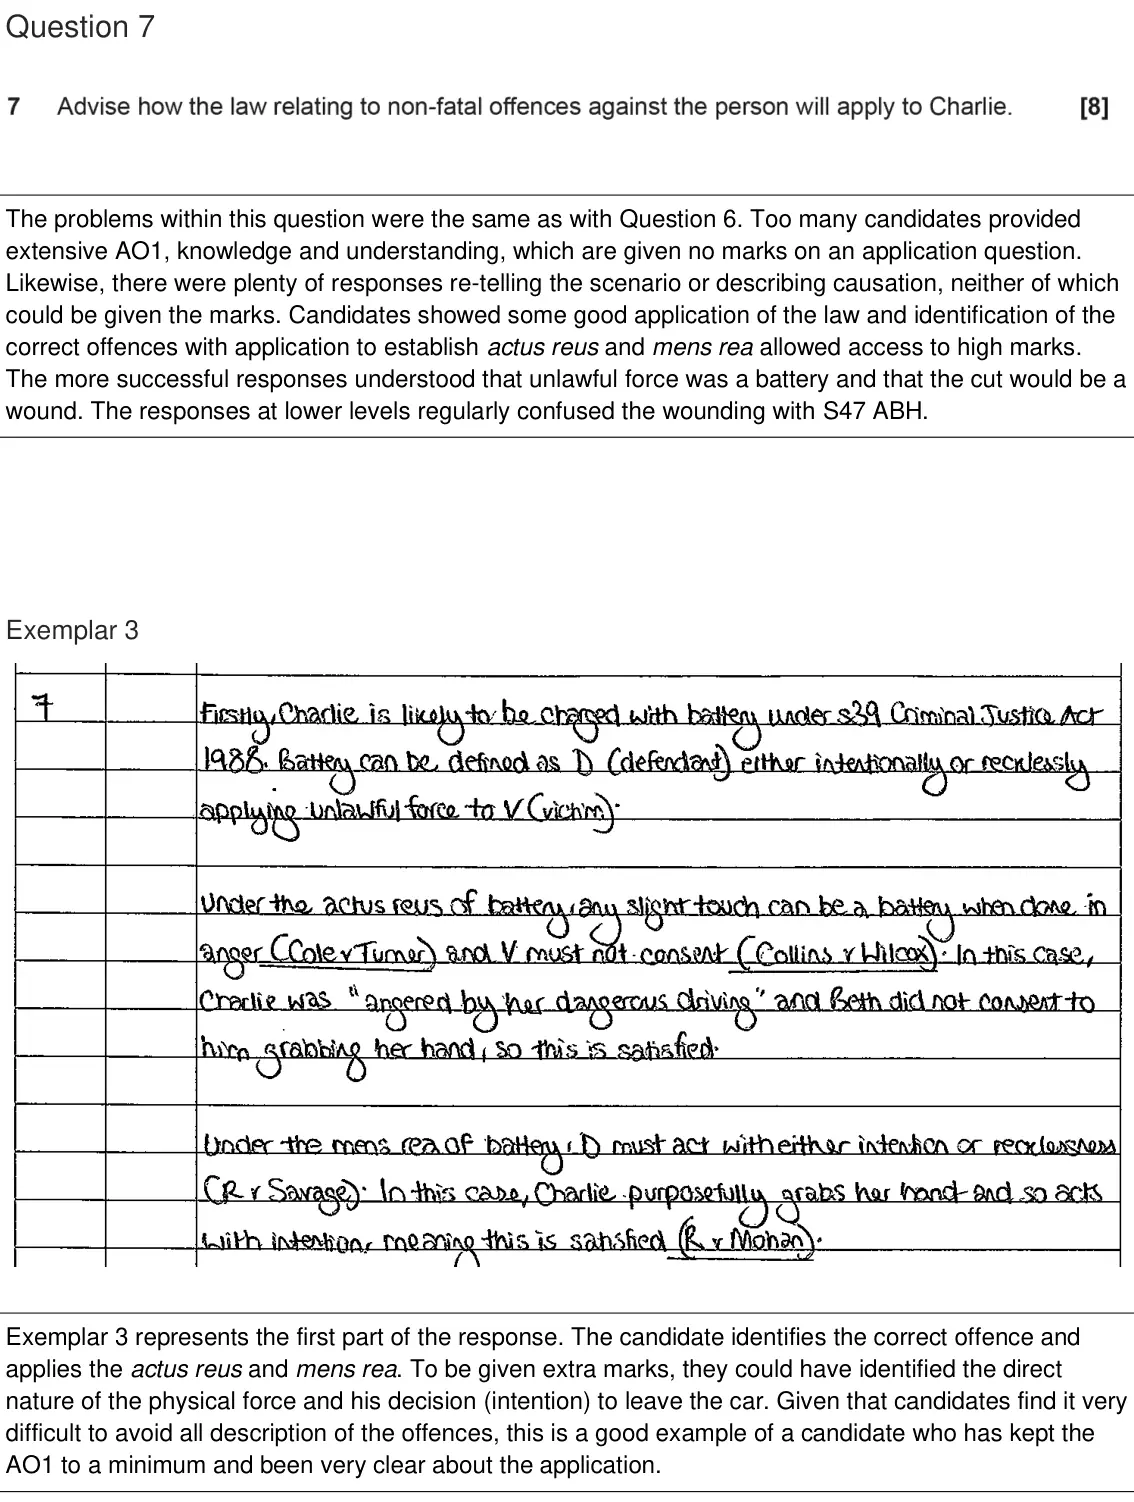 Question 7
7 Advise how the law relating to non-fatal offences against the person will apply to Charlie. [8]
The problems within this question were the same as with Question 6. Too many candidates provided
extensive AO1, knowledge and understanding, which are given no marks on an application question.
Likewise, there were plenty of responses re-telling the scenario or describing causation, neither of which
could be given the marks. Candidates showed some good application of the law and identification of the
correct offences with application to establish actus reus and mens rea allowed access to high marks.
The more successful responses understood that unlawful force was a battery and that the cut would be a
wound. The responses at lower levels regularly confused the wounding with S47 ABH.
Exemplar 3
7 Firstly, Charlie is likely to be charged with battery under s39 Criminal Justice Act
1988. Battery can be defined as D (defendant) either intentionally or recklessly
applying unlawful force to V (victim).
Under the actus reus of battery, any slight touch can be a battery when done in
anger (Cole v Turner) and V must not consent (Collins v Wilcox). In this case,
Charlie was "angered by her dangerous driving" and Beth did not consent to
him grabbing her hand, so this is satisfied.
Under the mens rea of battery, D must act with either intention or recklessness
(R v Savage). In this case, Charlie purposefully grabs her hand and so acts
with intention, meaning this is satisfied (R v Mohan).
Exemplar 3 represents the first part of the response. The candidate identifies the correct offence and
applies the actus reus and mens rea. To be given extra marks, they could have identified the direct
nature of the physical force and his decision (intention) to leave the car. Given that candidates find it very
difficult to avoid all description of the offences, this is a good example of a candidate who has kept the
AO1 to a minimum and been very clear about the application.